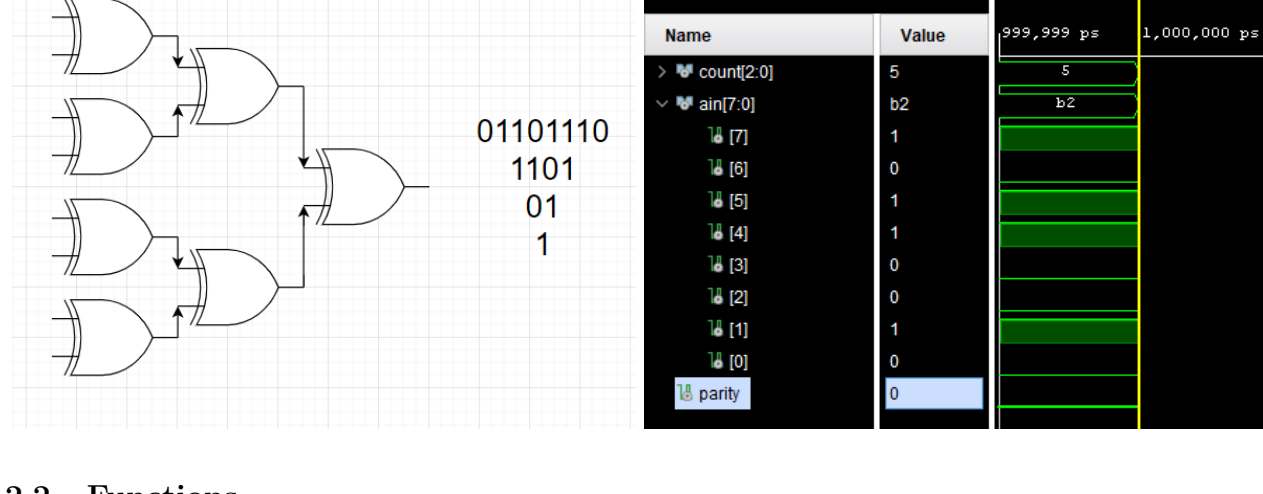 01101110
1101
01
1
Name Value 999,999 ps 1,000,000 ps
count[2:0] 5 5
ain[7:0] b2 b2
[7] 1
[6] 0
[5] 1
[4] 1
[3] 0
[2] 0
[1] 1
[0] 0
parity 0
Functions